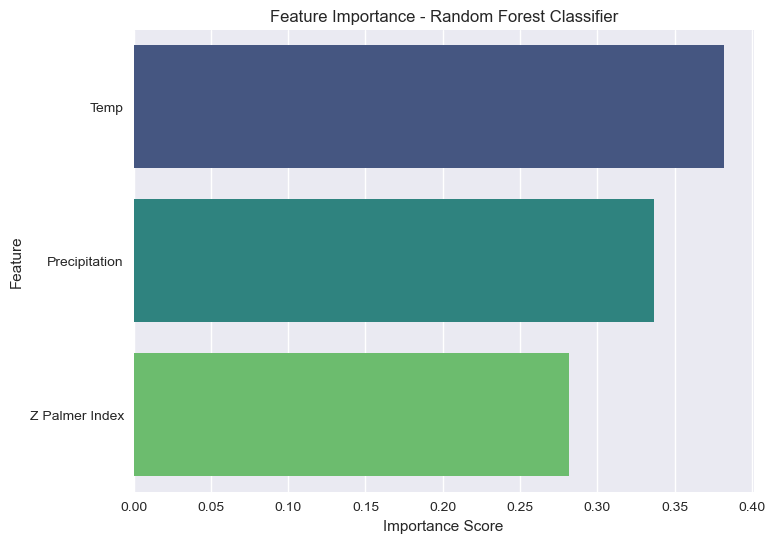 Feature Importance - Random Forest Classifier
Temp
Precipitation
Z Palmer Index
Feature
0.00 0.05 0.10 0.15 0.20 0.25 0.30 0.35 0.40
Importance Score